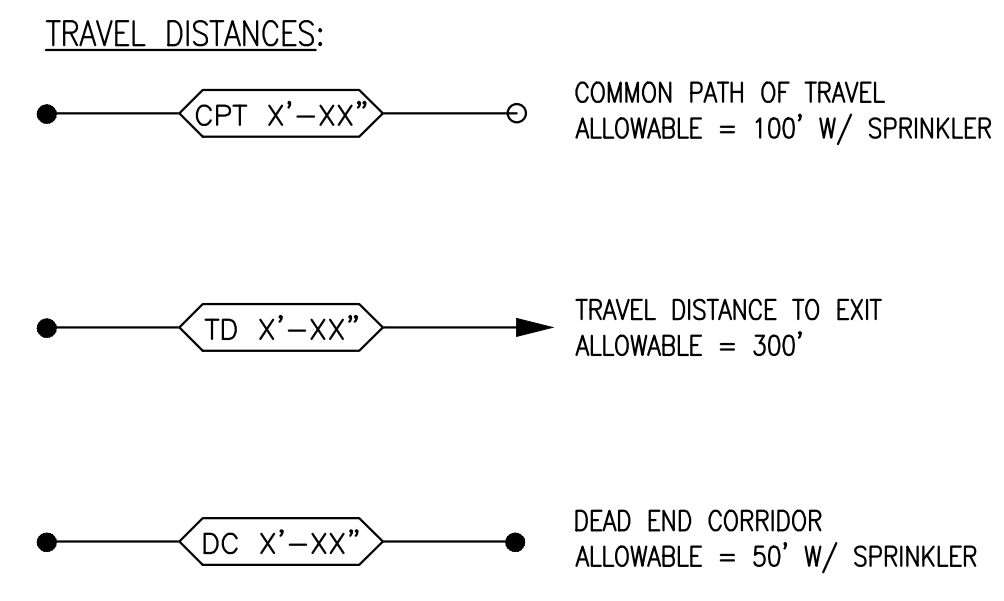 TRAVEL DISTANCES:
CPT X'-XX"
COMMON PATH OF TRAVEL
ALLOWABLE = 100' W/ SPRINKLER
TD X'-XX"
TRAVEL DISTANCE TO EXIT
ALLOWABLE = 300'
DC X'-XX"
DEAD END CORRIDOR
ALLOWABLE = 50' W/ SPRINKLER